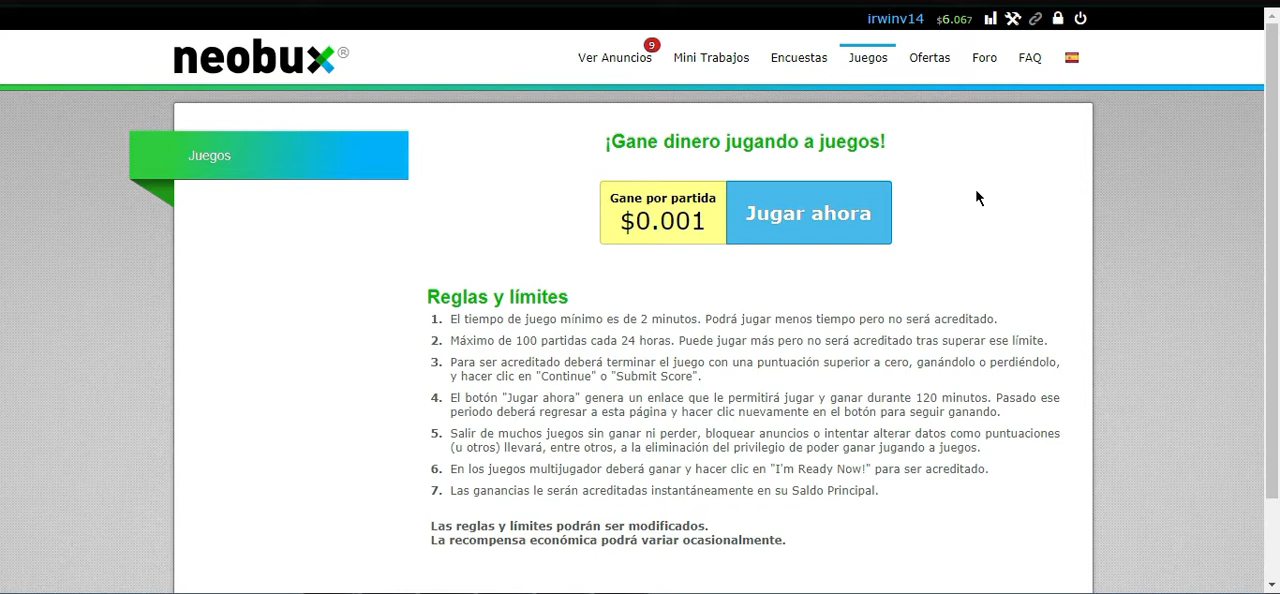 irwinv14 $6.067
neobux®
Ver Anuncios 9 Mini Trabajos Encuestas Juegos Ofertas Foro FAQ
Juegos
¡Gane dinero jugando a juegos!
Gane por partida
$0.001
Jugar ahora
Reglas y límites
1. El tiempo de juego mínimo es de 2 minutos. Podrá jugar menos tiempo pero no será acreditado.
2. Máximo de 100 partidas cada 24 horas. Puede jugar más pero no será acreditado tras superar ese límite.
3. Para ser acreditado deberá terminar el juego con una puntuación superior a cero, ganándolo o perdiéndolo,
y hacer clic en "Continue" o "Submit Score".
4. El botón "Jugar ahora" genera un enlace que le permitirá jugar y ganar durante 120 minutos. Pasado ese
periodo deberá regresar a esta página y hacer clic nuevamente en el botón para seguir ganando.
5. Salir de muchos juegos sin ganar ni perder, bloquear anuncios o intentar alterar datos como puntuaciones
(u otros) llevará, entre otros, a la eliminación del privilegio de poder ganar jugando a juegos.
6. En los juegos multijugador deberá ganar y hacer clic en "I'm Ready Now!" para ser acreditado.
7. Las ganancias le serán acreditadas instantáneamente en su Saldo Principal.
Las reglas y límites podrán ser modificados.
La recompensa económica podrá variar ocasionalmente.